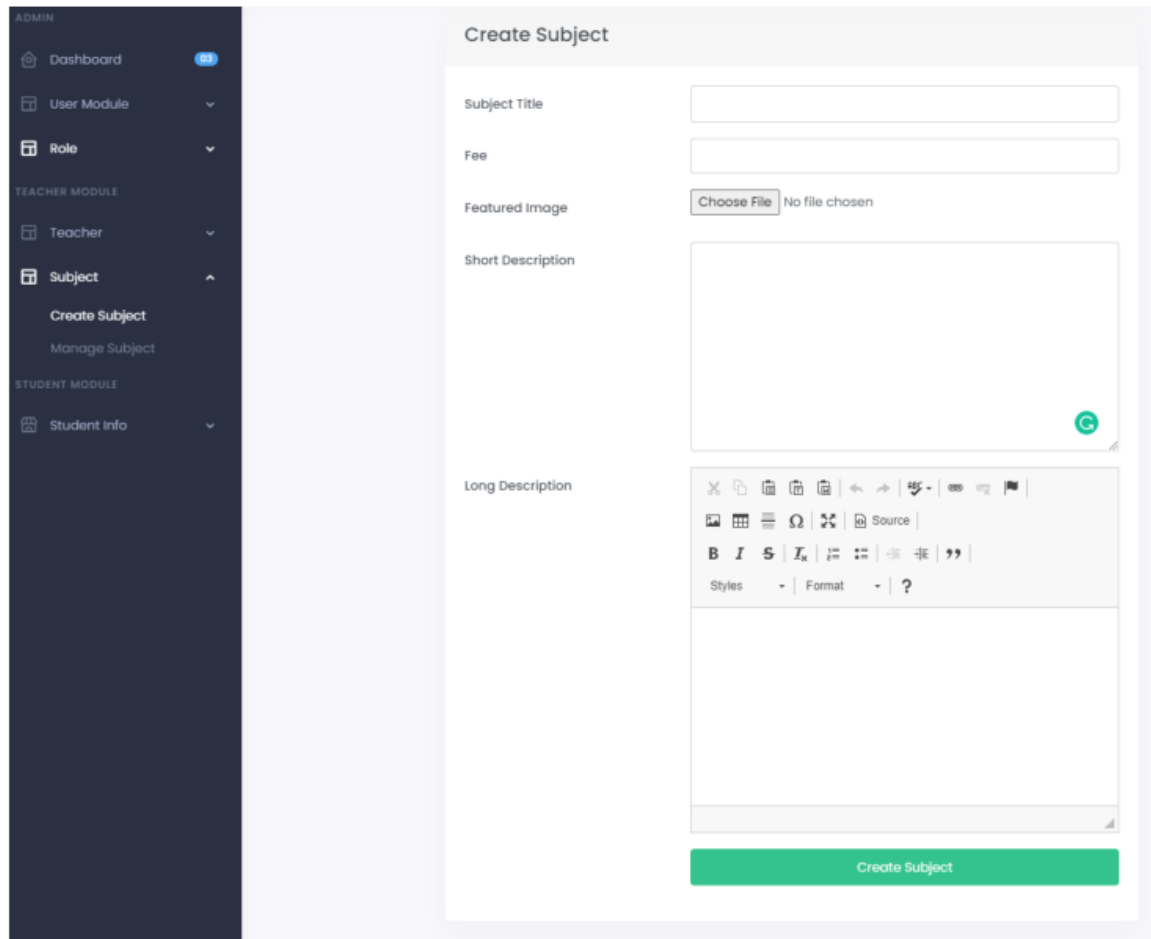 ADMIN
Dashboard 03
User Module
Role
TEACHER MODULE
Teacher
Subject
Create Subject
Manage Subject
STUDENT MODULE
Student Info
Create Subject
Subject Title
Fee
Featured Image Choose File No file chosen
Short Description
Long Description
Ω Source
B I S Ix
Styles Format ?
Create Subject